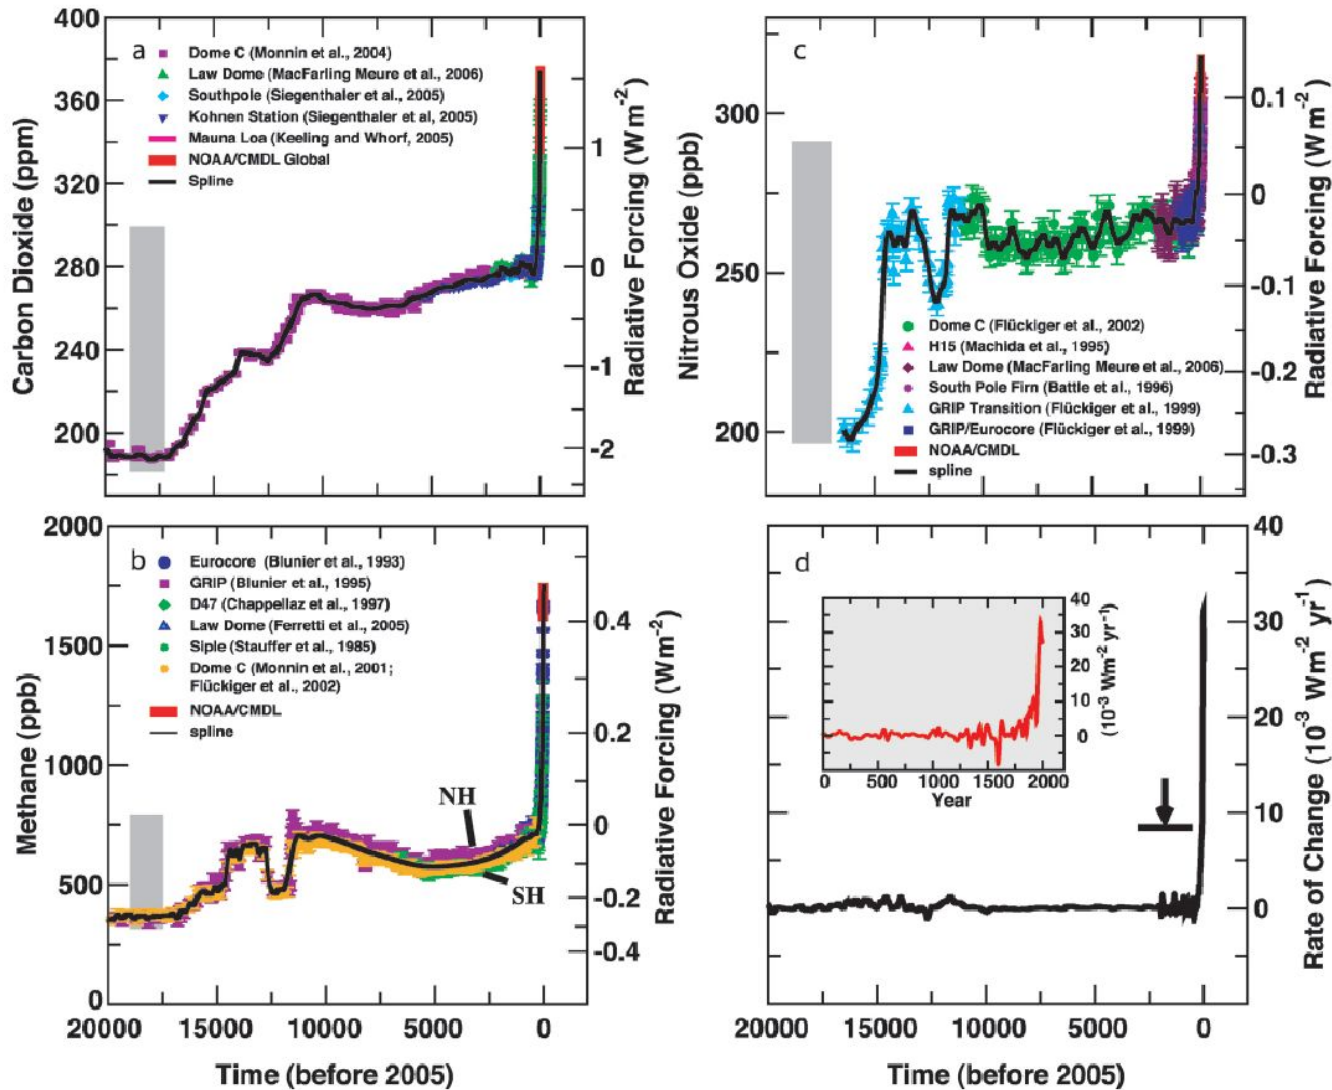 a
Dome C (Monnin et al., 2004)
Law Dome (MacFarling Meure et al., 2006)
Southpole (Siegenthaler et al., 2005)
Kohnen Station (Siegenthaler et al, 2005)
Mauna Loa (Keeling and Whorf, 2005)
NOAA/CMDL Global
Spline
400
360
320
280
240
200
Carbon Dioxide (ppm)
1
0
-1
-2
Radiative Forcing (Wm-2)
c
300
250
200
Nitrous Oxide (ppb)
0.1
0
-0.1
-0.2
-0.3
Radiative Forcing (Wm-2)
Dome C (Flückiger et al., 2002)
H15 (Machida et al., 1995)
Law Dome (MacFarling Meure et al., 2006)
South Pole Firn (Battle et al., 1996)
GRIP Transition (Flückiger et al., 1999)
GRIP/Eurocore (Flückiger et al., 1999)
NOAA/CMDL
spline
b
Eurocore (Blunier et al., 1993)
GRIP (Blunier et al., 1995)
D47 (Chappellaz et al., 1997)
Law Dome (Ferretti et al., 2005)
Siple (Stauffer et al., 1985)
Dome C (Monnin et al., 2001;
Flückiger et al., 2002)
NOAA/CMDL
spline
2000
1500
1000
500
0
Methane (ppb)
NH
SH
0.4
0.2
0
-0.2
-0.4
Radiative Forcing (Wm-2)
20000 15000 10000 5000 0
Time (before 2005)
d
40
30
20
10
0
-10
(10-3 Wm-2 yr-1)
0 500 1000 1500 2000
Year
40
30
20
10
0
Rate of Change (10-3 Wm-2 yr-1)
20000 15000 10000 5000 0
Time (before 2005)